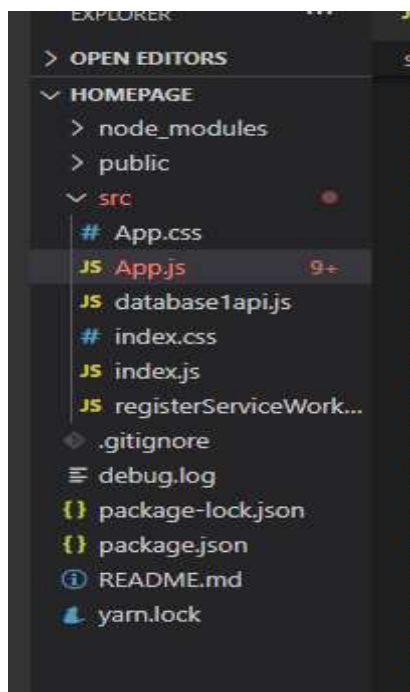 EXPLORER
> OPEN EDITORS
HOMEPAGE
> node_modules
> public
src
# App.css
JS App.js 9+
JS database1api.js
# index.css
JS index.js
JS registerServiceWork...
.gitignore
debug.log
{} package-lock.json
{} package.json
README.md
yarn.lock